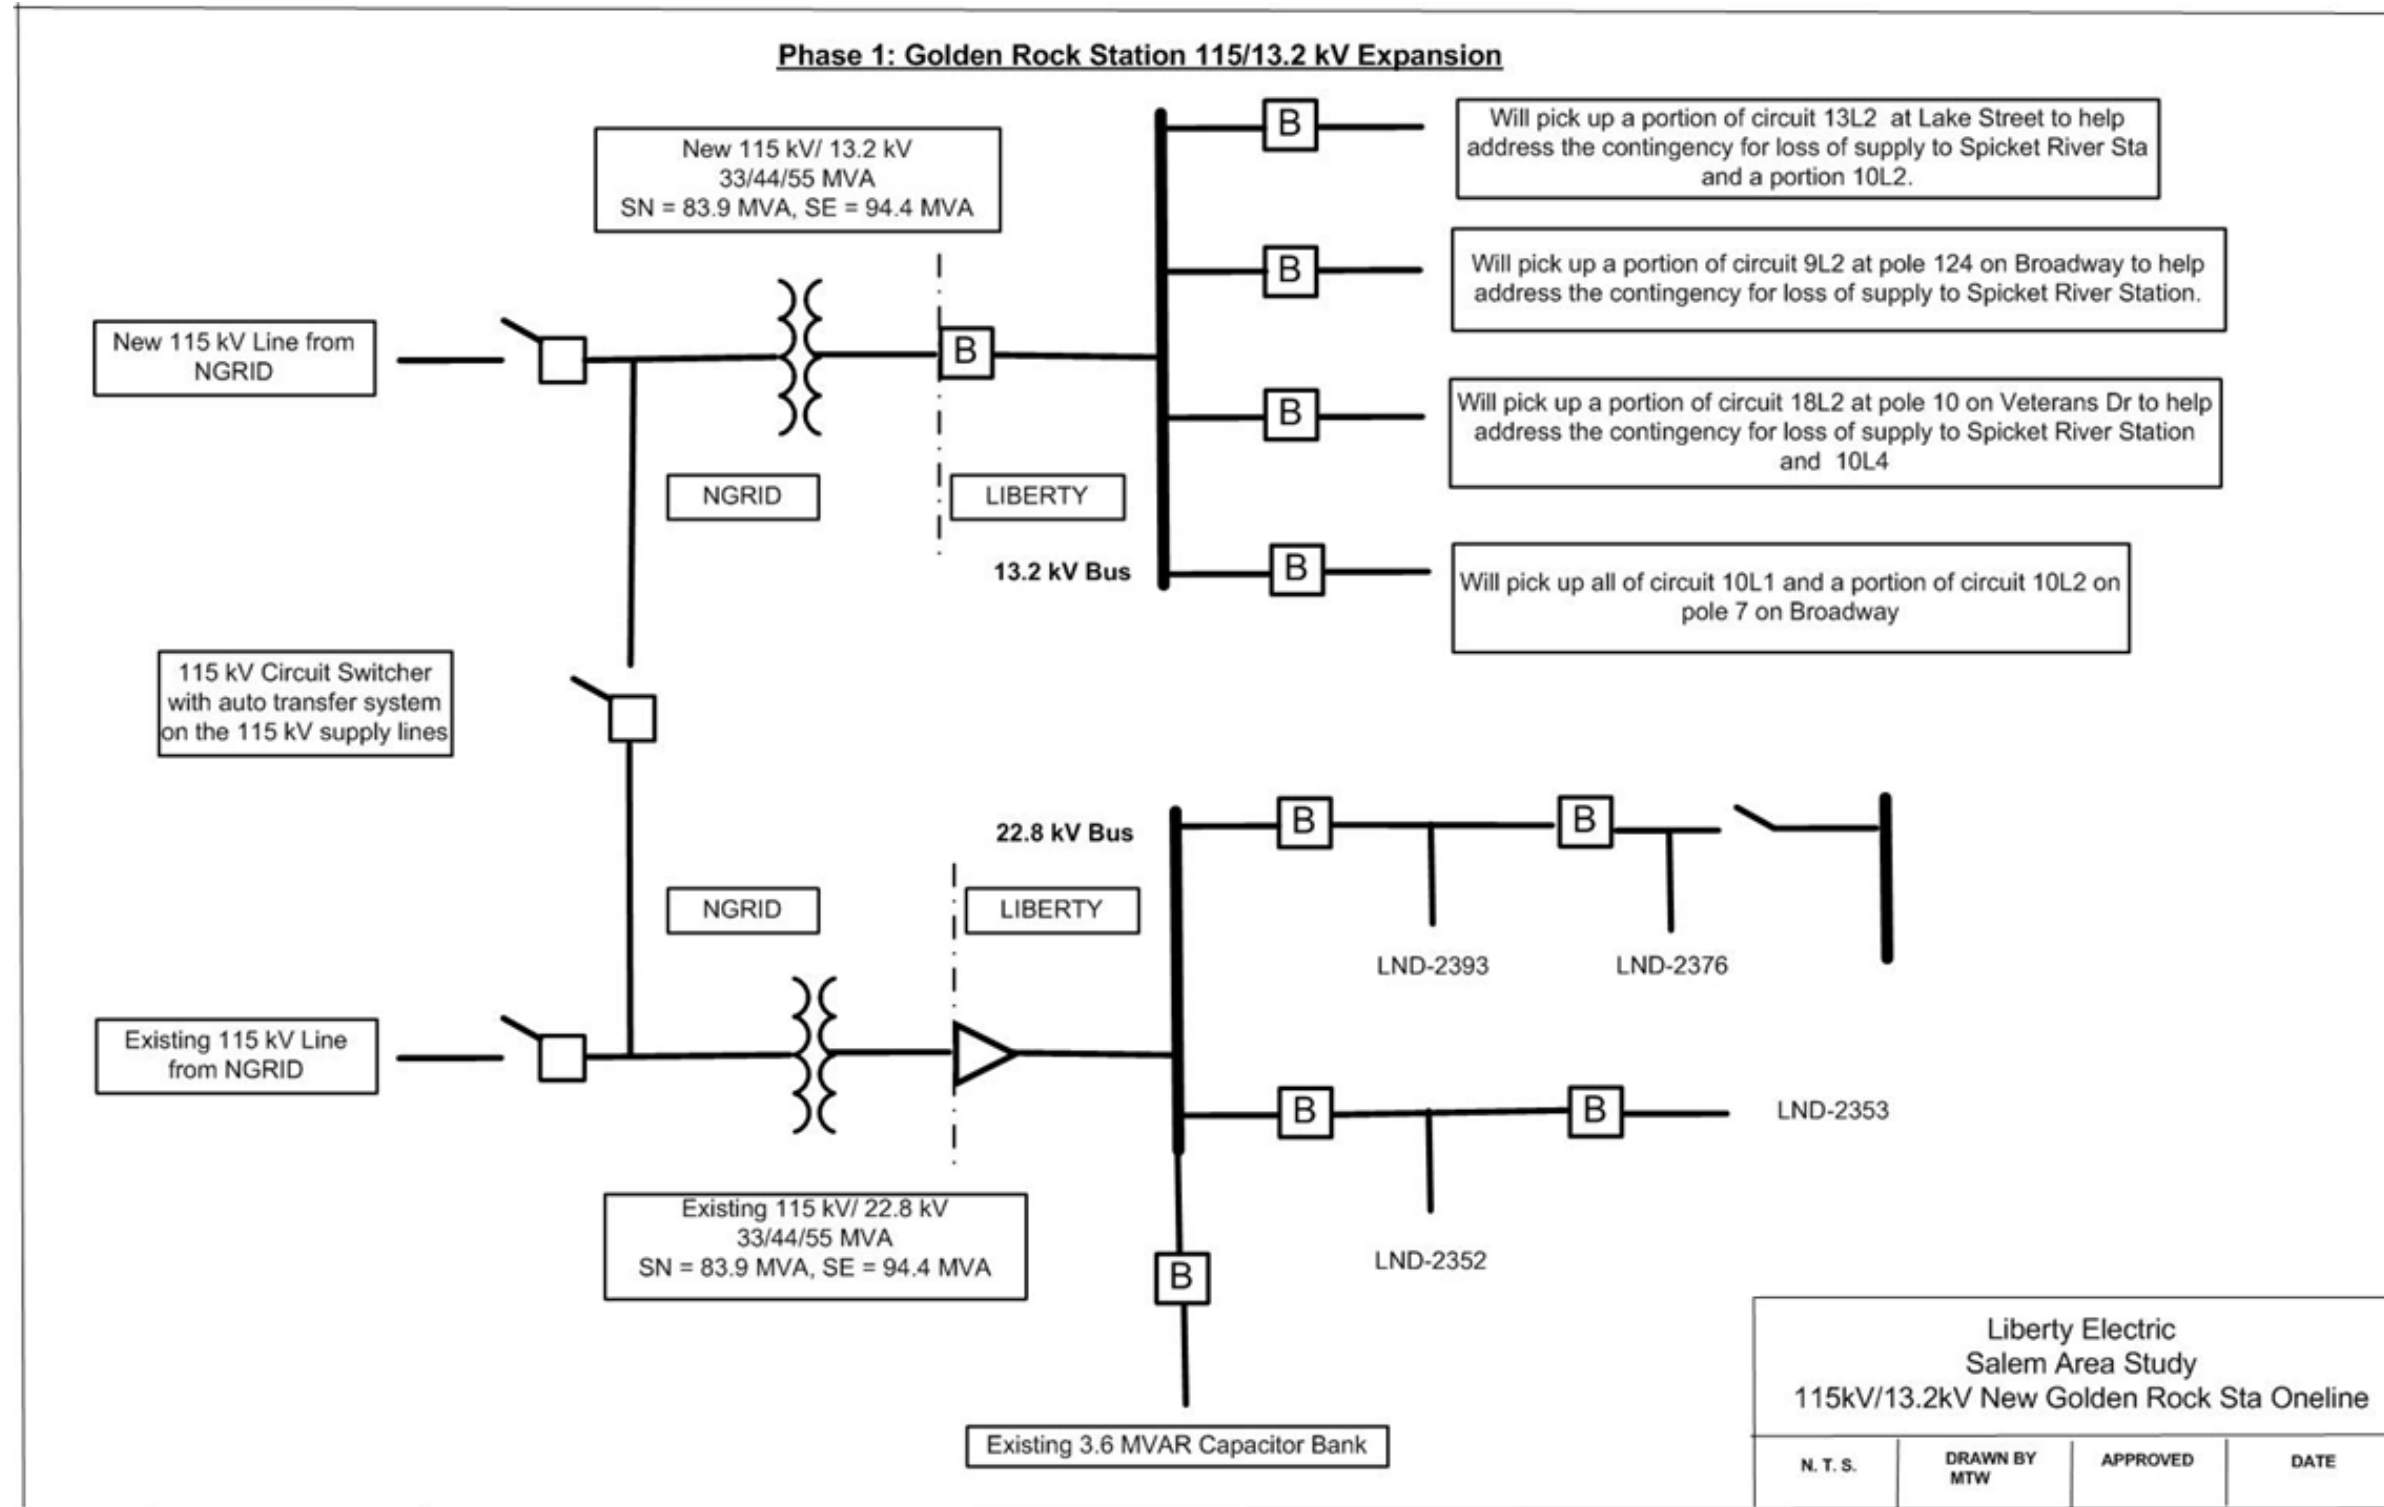 Phase 1: Golden Rock Station 115/13.2 kV Expansion
New 115 kV/ 13.2 kV
33/44/55 MVA
SN = 83.9 MVA, SE = 94.4 MVA
B
Will pick up a portion of circuit 13L2 at Lake Street to help
address the contingency for loss of supply to Spicket River Sta
and a portion 10L2.
B
Will pick up a portion of circuit 9L2 at pole 124 on Broadway to help
address the contingency for loss of supply to Spicket River Station.
New 115 kV Line from
NGRID
B
B
Will pick up a portion of circuit 18L2 at pole 10 on Veterans Dr to help
address the contingency for loss of supply to Spicket River Station
and 10L4
NGRID
LIBERTY
13.2 kV Bus
B
Will pick up all of circuit 10L1 and a portion of circuit 10L2 on
pole 7 on Broadway
115 kV Circuit Switcher
with auto transfer system
on the 115 kV supply lines
22.8 kV Bus
B
B
NGRID
LIBERTY
LND-2393
LND-2376
Existing 115 kV Line
from NGRID
B
B
LND-2353
Existing 115 kV/ 22.8 kV
33/44/55 MVA
SN = 83.9 MVA, SE = 94.4 MVA
LND-2352
B
Existing 3.6 MVAR Capacitor Bank
Liberty Electric
Salem Area Study
115kV/13.2kV New Golden Rock Sta Oneline
N. T. S.
DRAWN BY
MTW
APPROVED
DATE